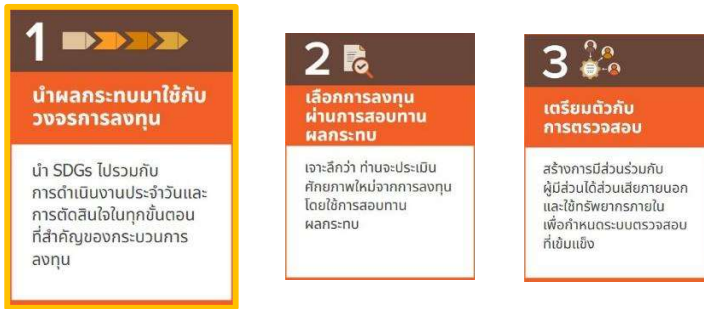 1
นำผลกระทบมาใช้กับ
วงจรการลงทุน
นำ SDGs ไปรวมกับ
การดำเนินงานประจำวันและ
การตัดสินใจในทุกขั้นตอน
ที่สำคัญของกระบวนการ
ลงทุน
2
เลือกการลงทุน
ผ่านการสอบทาน
ผลกระทบ
เจาะลึกว่า ท่านจะประเมิน
ศักยภาพใหม่จากการลงทุน
โดยใช้การสอบทาน
ผลกระทบ
3
เตรียมตัวกับ
การตรวจสอบ
สร้างการมีส่วนร่วมกับ
ผู้มีส่วนได้ส่วนเสียภายนอก
และใช้ทรัพยากรภายใน
เพื่อกำหนดระบบตรวจสอบ
ที่เข้มแข็ง